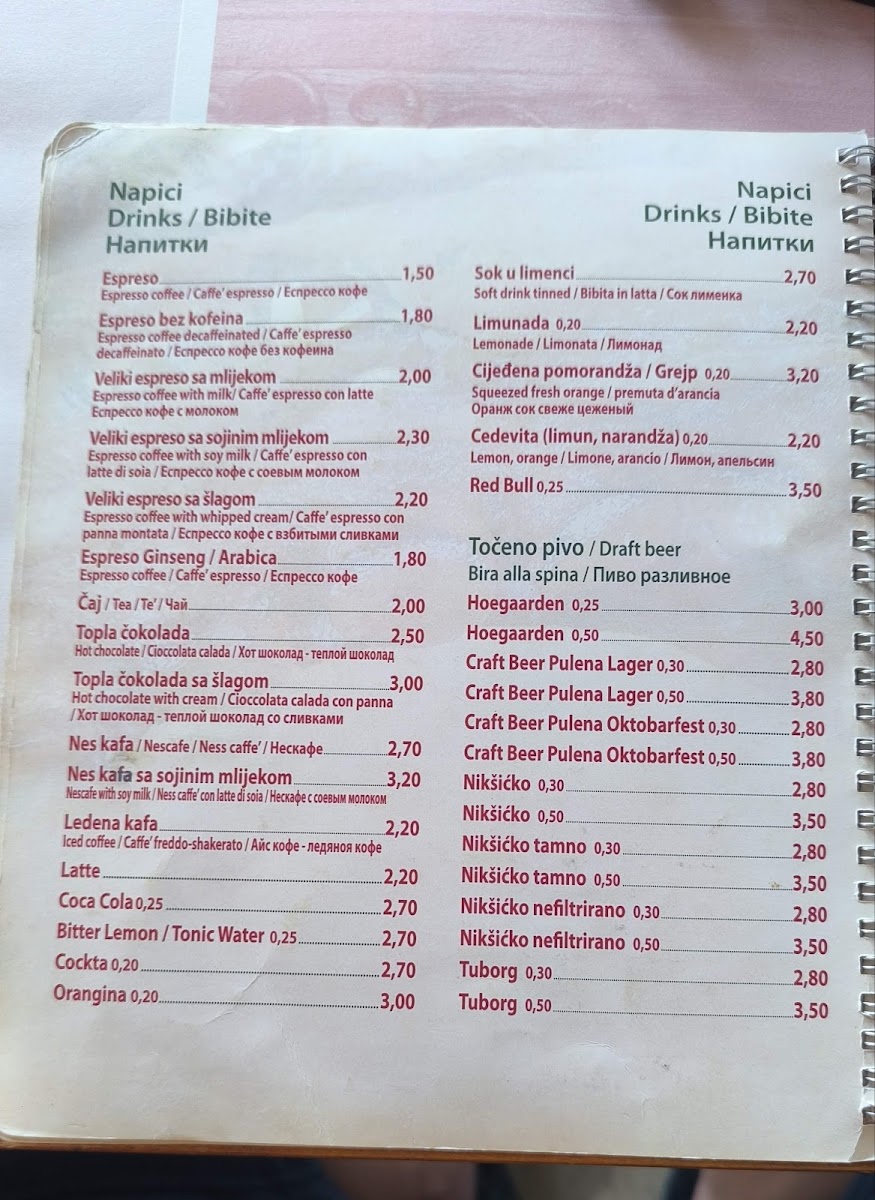 Napici
Drinks / Bibite
Напитки
Espreso 1,50
Espresso coffee / Caffe' espresso / Еспрессо кофе
Espreso bez kofeina 1,80
Espresso coffee decaffeinated / Caffe' espresso
decaffeinato / Еспрессо кофе без кофеина
Veliki espreso sa mlijekom 2,00
Espresso coffee with milk/ Caffe' espresso con latte
Еспрессо кофе с молоком
Veliki espreso sa sojinim mlijekom 2,30
Espresso coffee with soy milk / Caffe' espresso con
latte di soia / Еспрессо кофе с соевым молоком
Veliki espreso sa šlagom 2,20
Espresso coffee with whipped cream/ Caffe' espresso con
panna montata / Еспрессо кофе с взбитыми сливками
Espreso Ginseng / Arabica 1,80
Espresso coffee / Caffe' espresso / Еспрессо кофе
Čaj / Tea / Te' / Чай 2,00
Topla čokolada 2,50
Hot chocolate / Cioccolata calada / Хот шоколад - теплой шоколад
Topla čokolada sa šlagom 3,00
Hot chocolate with cream / Cioccolata calada con panna
/ Хот шоколад - теплой шоколад со сливками
Nes kafa / Nescafe / Ness caffe' / Нескафе 2,70
Nes kafa sa sojinim mlijekom 3,20
Nescafe with soy milk / Ness caffe' con latte di soia / Нескафе с соевым молоком
Ledena kafa 2,20
Iced coffee / Caffe' freddo-shakerato / Айс кофе - ледяноя кофе
Latte 2,20
Coca Cola 0,25 2,70
Bitter Lemon / Tonic Water 0,25 2,70
Cockta 0,20 2,70
Orangina 0,20 3,00
Napici
Drinks / Bibite
Напитки
Sok u limenci 2,70
Soft drink tinned / Bibita in latta / Сок лименка
Limunada 0,20 2,20
Lemonade / Limonata / Лимонад
Cijeđena pomorandža / Grejp 0,20 3,20
Squeezed fresh orange / premuta d'arancia
Оранж сок свеже цеженый
Cedevita (limun, narandža) 0,20 2,20
Lemon, orange / Limone, arancio / Лимон, апельсин
Red Bull 0,25 3,50
Točeno pivo / Draft beer
Bira alla spina / Пиво разливное
Hoegaarden 0,25 3,00
Hoegaarden 0,50 4,50
Craft Beer Pulena Lager 0,30 2,80
Craft Beer Pulena Lager 0,50 3,80
Craft Beer Pulena Oktobarfest 0,30 2,80
Craft Beer Pulena Oktobarfest 0,50 3,80
Nikšićko 0,30 2,80
Nikšićko 0,50 3,50
Nikšićko tamno 0,30 2,80
Nikšićko tamno 0,50 3,50
Nikšićko nefiltrirano 0,30 2,80
Nikšićko nefiltrirano 0,50 3,50
Tuborg 0,30 2,80
Tuborg 0,50 3,50